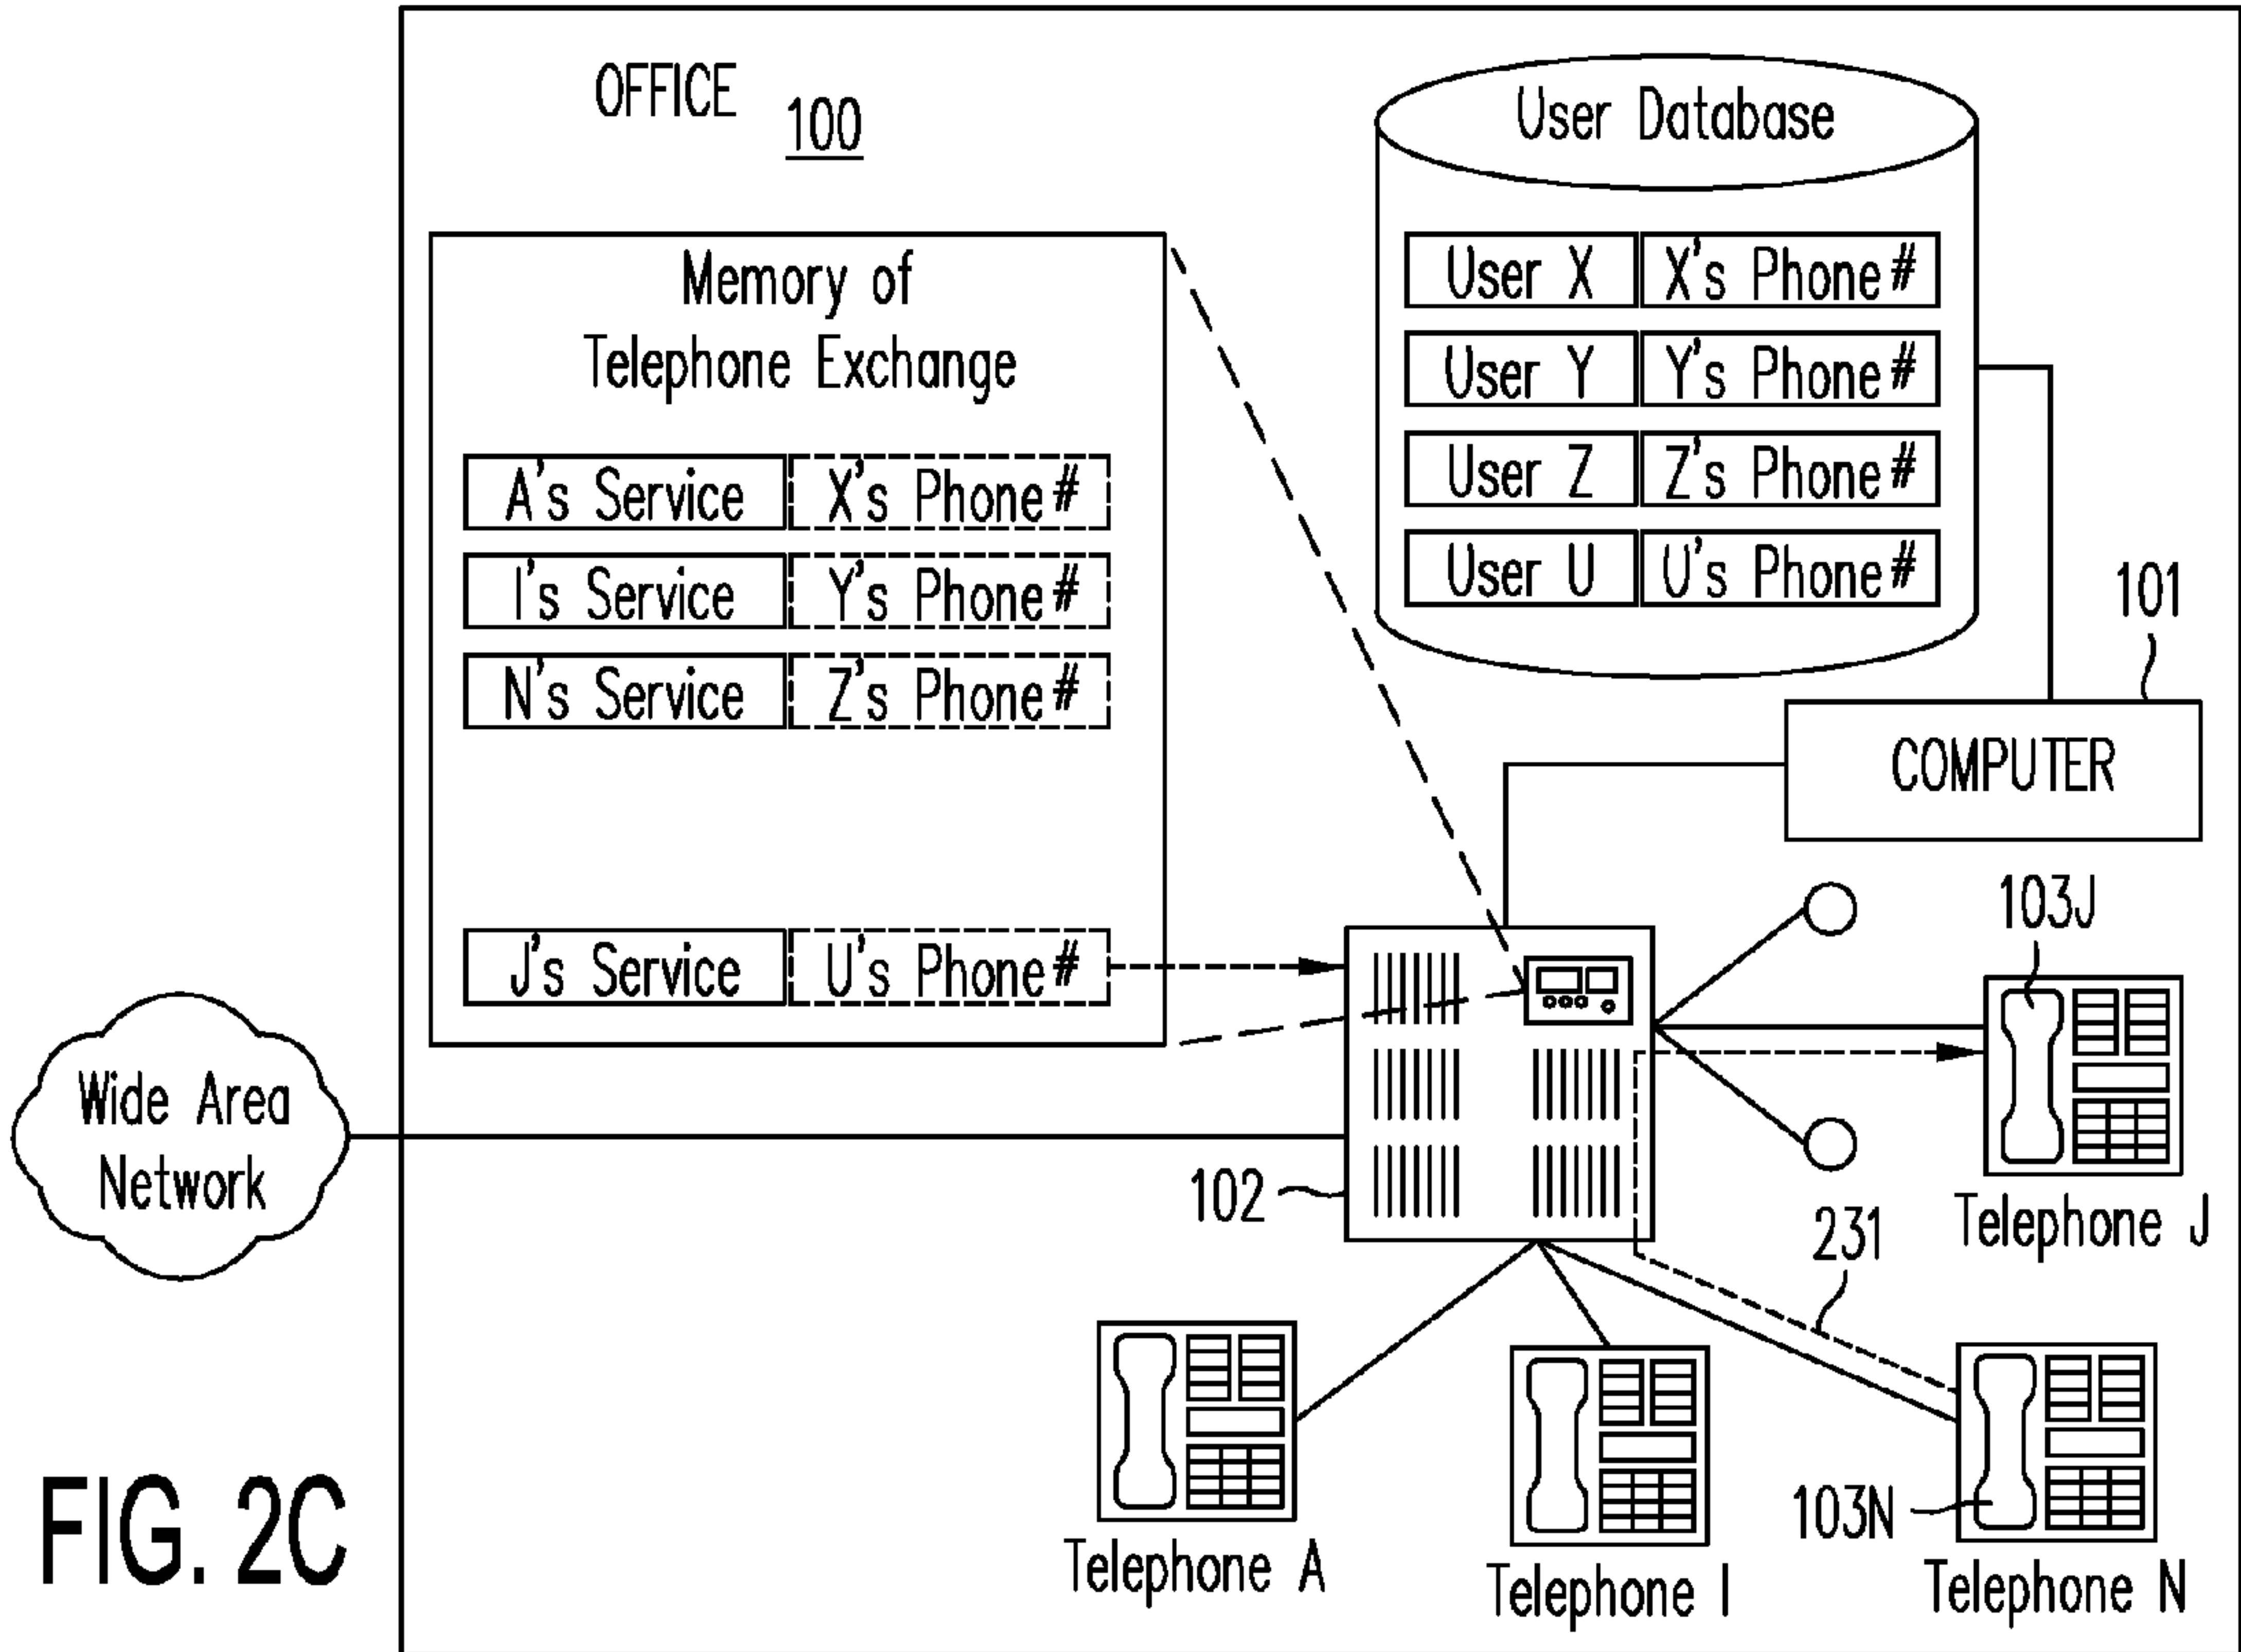 OFFICE
100
User Database
User X X's Phone #
User Y Y's Phone #
User Z Z's Phone #
User U U's Phone #
Memory of
Telephone Exchange
A's Service X's Phone #
I's Service Y's Phone #
N's Service Z's Phone #
J's Service U's Phone #
101
COMPUTER
103J
Wide Area
Network
102
Telephone J
231
103N
Telephone A
Telephone I
Telephone N
FIG. 2C